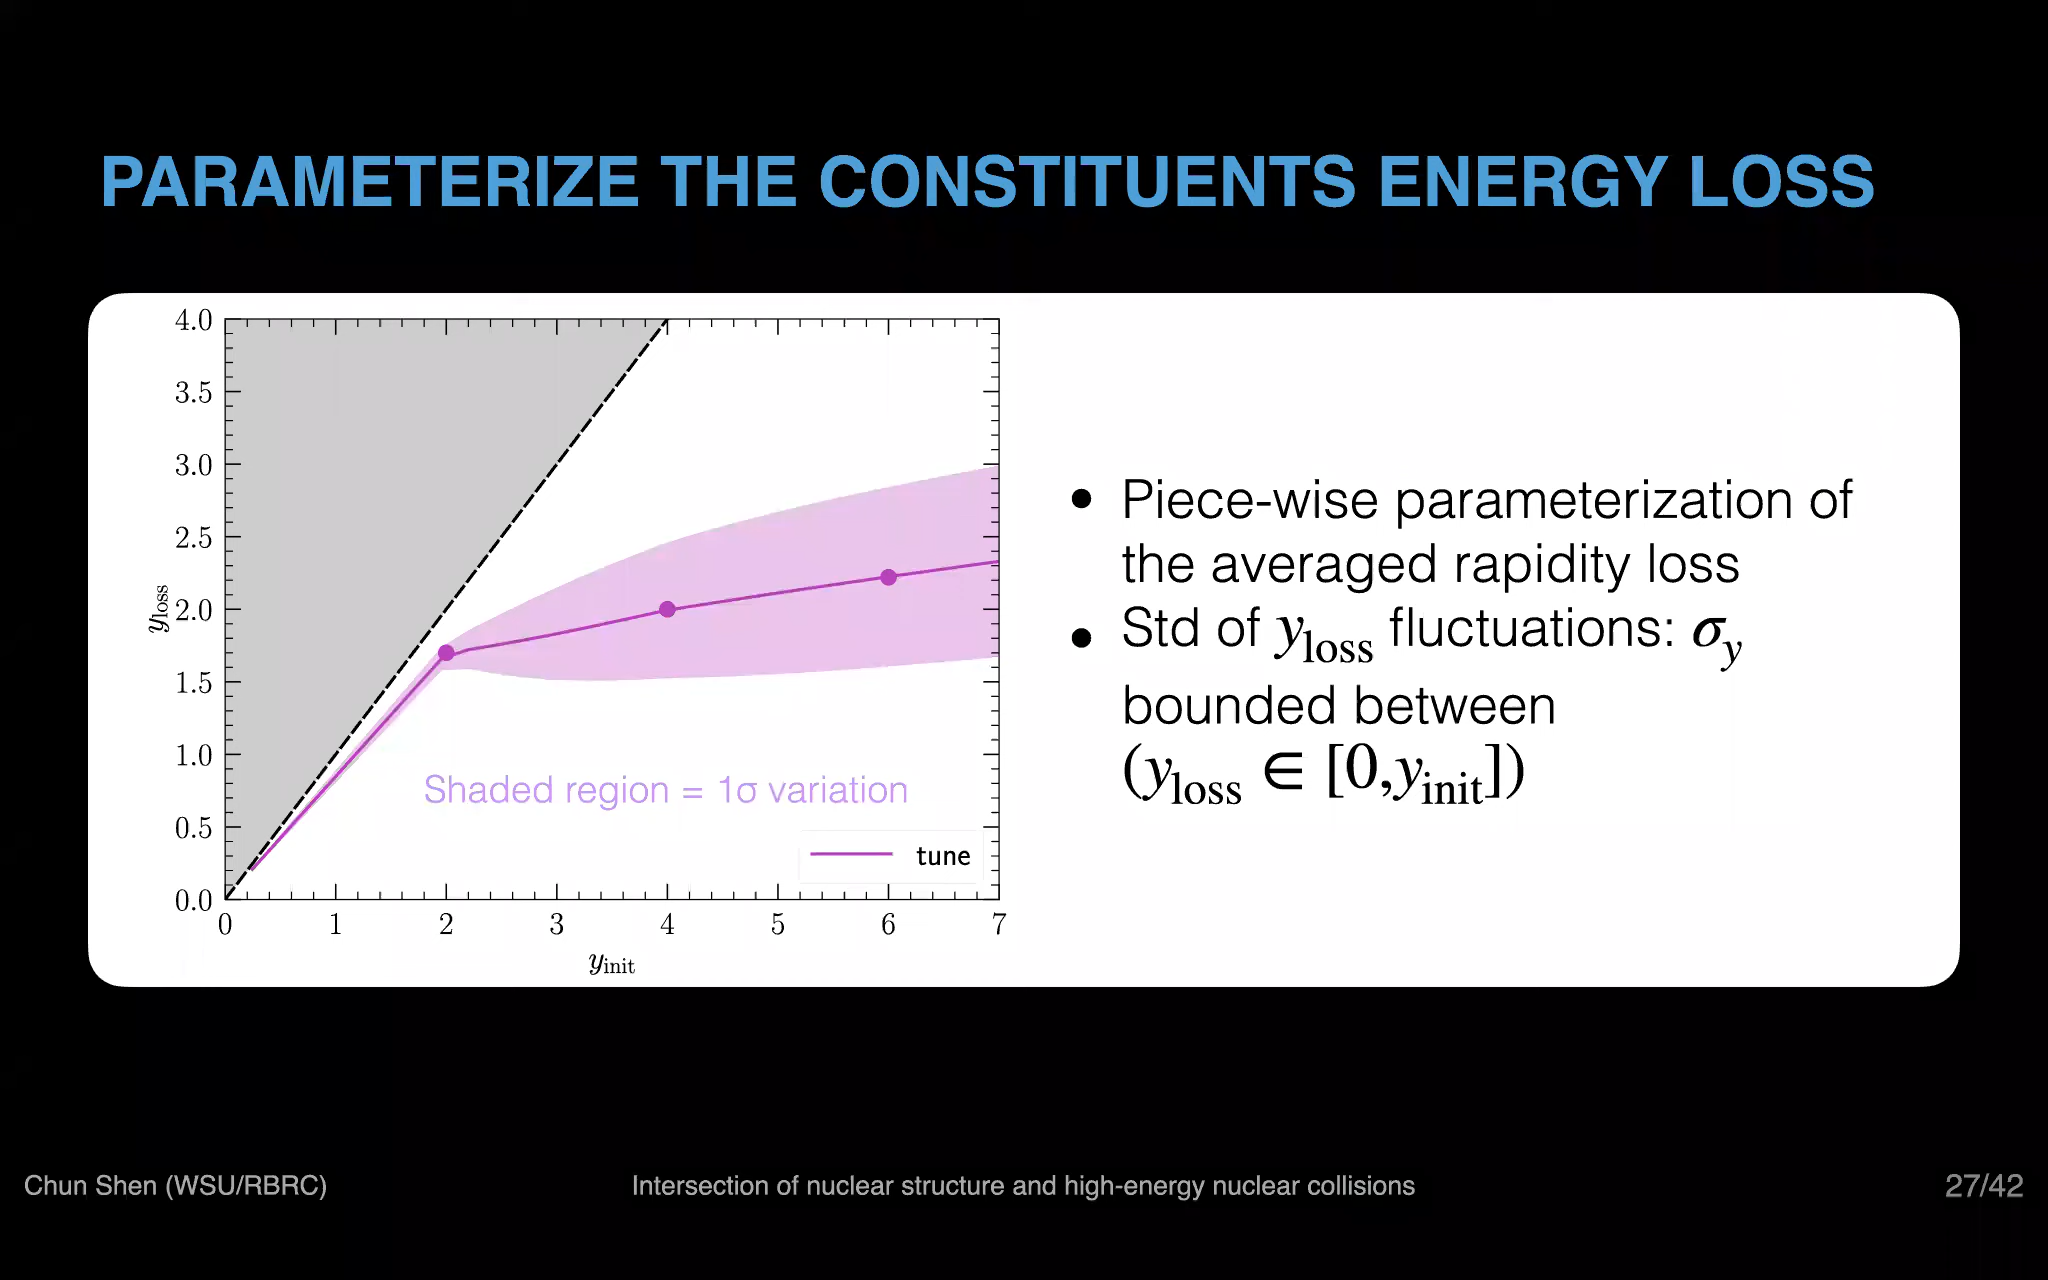 PARAMETERIZE THE CONSTITUENTS ENERGY LOSS
4.0
3.5
3.0
2.5
2.0
1.5
1.0
0.5
0.0
y_loss
0 1 2 3 4 5 6 7
y_init
Shaded region = 1σ variation
tune
• Piece-wise parameterization of
the averaged rapidity loss
• Std of y_loss fluctuations: σ_y
bounded between
(y_loss ∈ [0,y_init])
Chun Shen (WSU/RBRC)
Intersection of nuclear structure and high-energy nuclear collisions
27/42